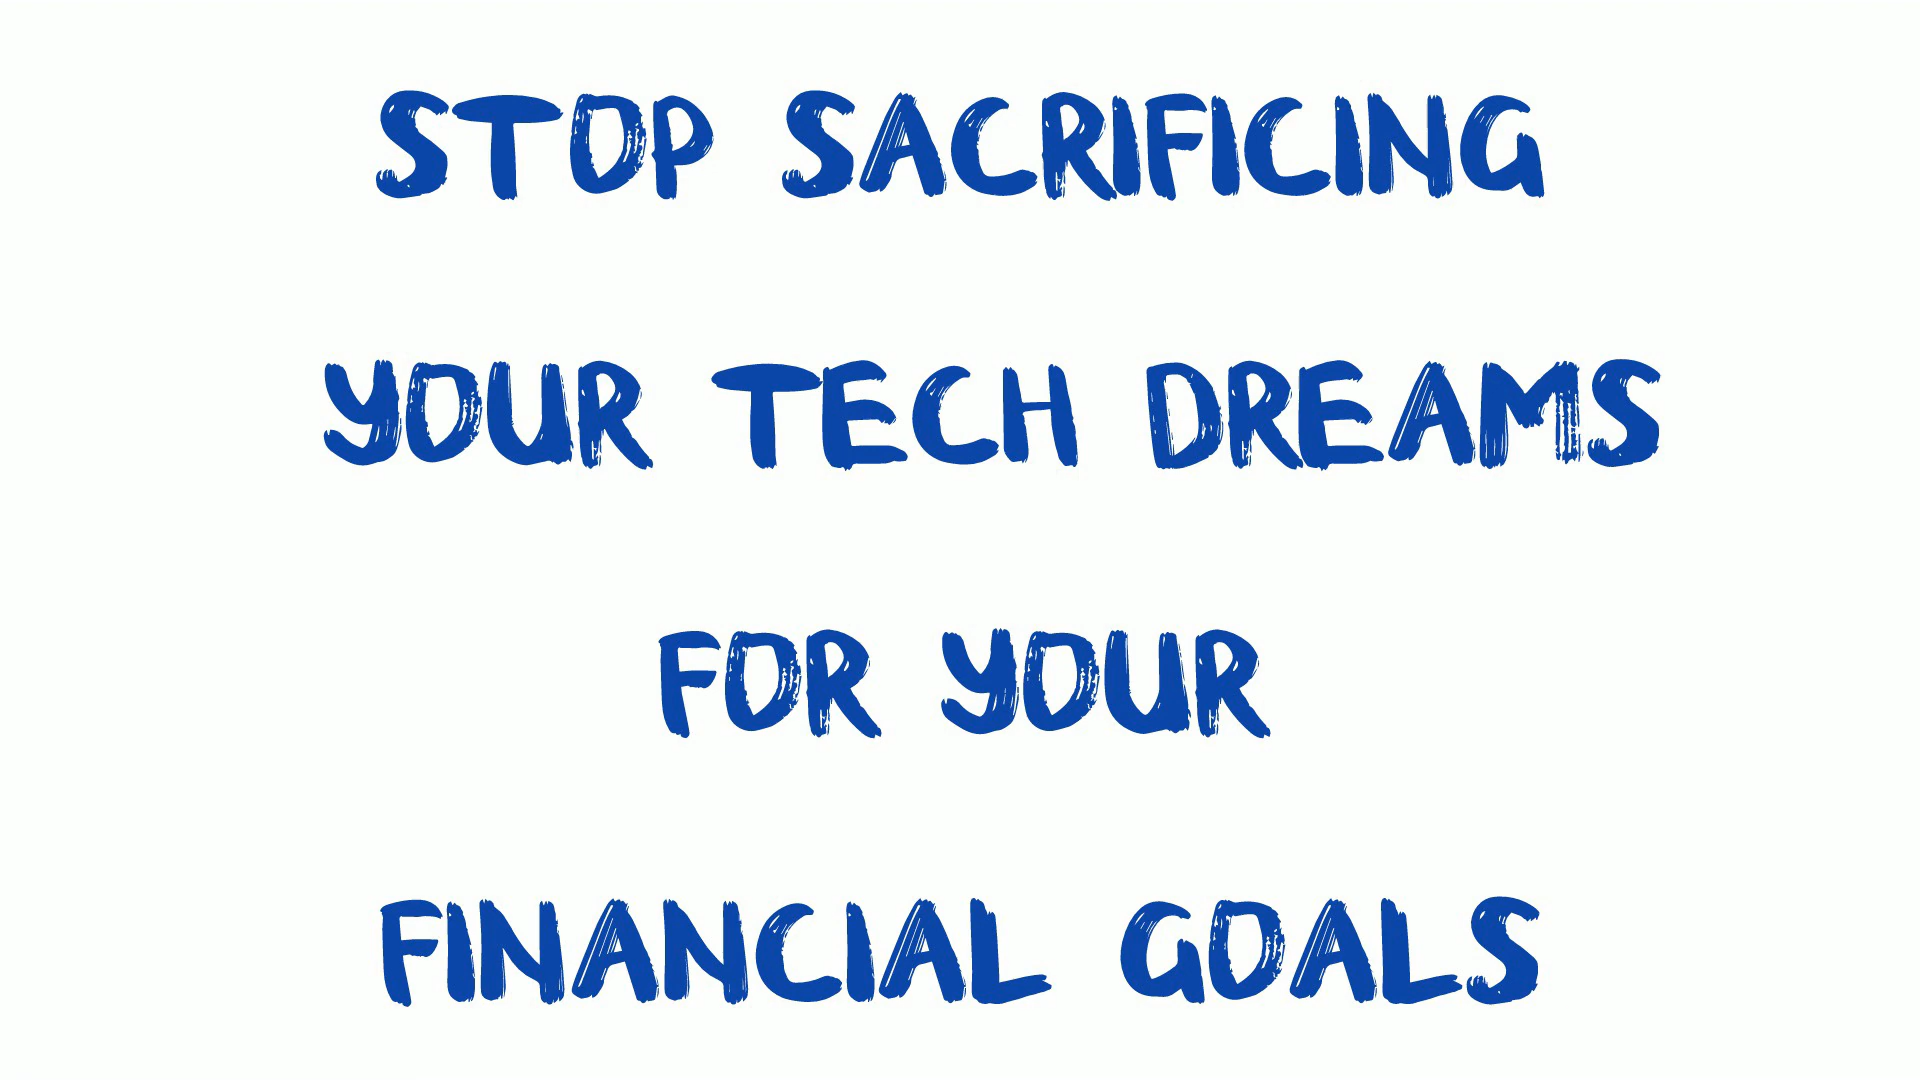 STOP SACRIFICING
YOUR TECH DREAMS
FOR YOUR
FINANCIAL GOALS